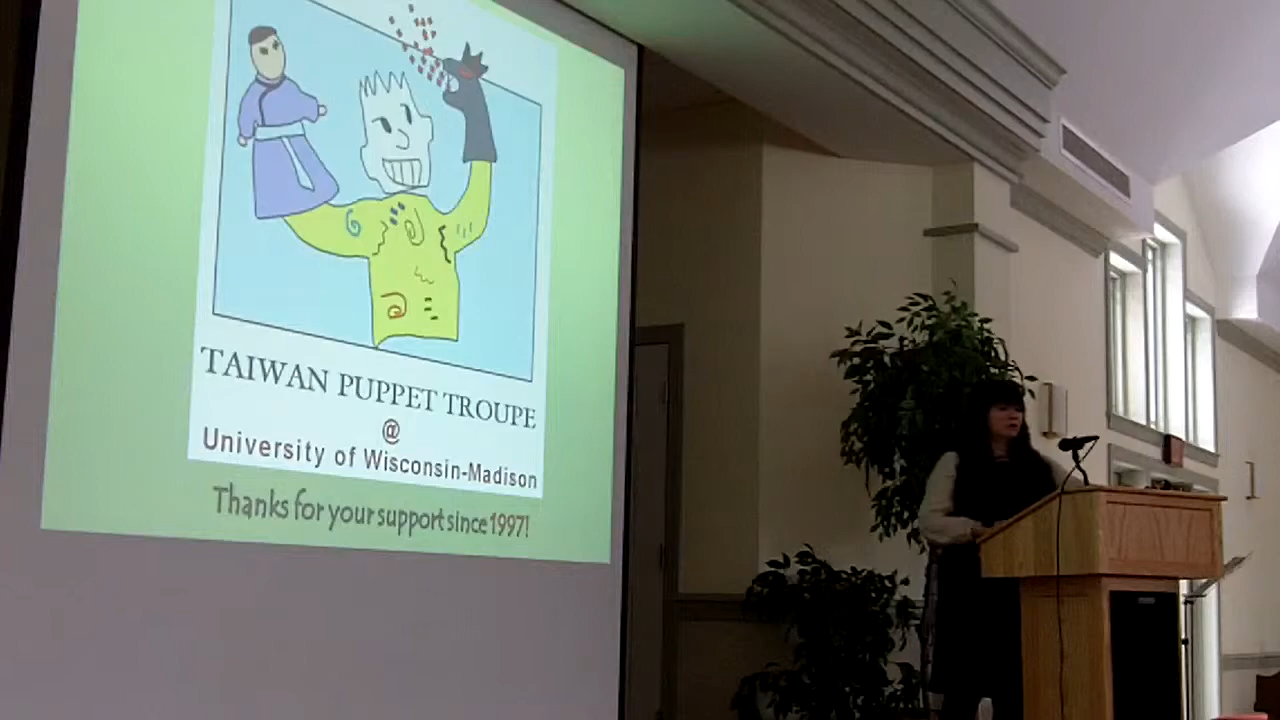 TAIWAN PUPPET TROUPE
@
University of Wisconsin-Madison
Thanks for your support since 1997!